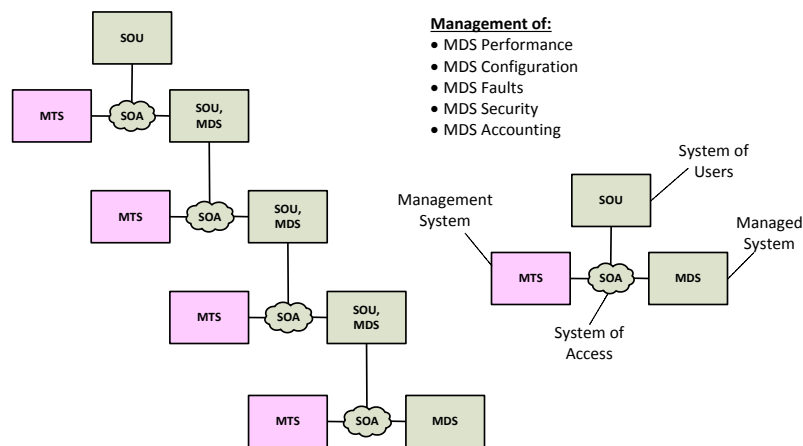 SOU
MTS
SOA
SOU,
MDS
MTS
SOA
SOU,
MDS
MTS
SOA
SOU,
MDS
MTS
SOA
MDS
Management of:
• MDS Performance
• MDS Configuration
• MDS Faults
• MDS Security
• MDS Accounting
System of
Users
Management
System
SOU
Managed
System
MTS
SOA
MDS
System of
Access